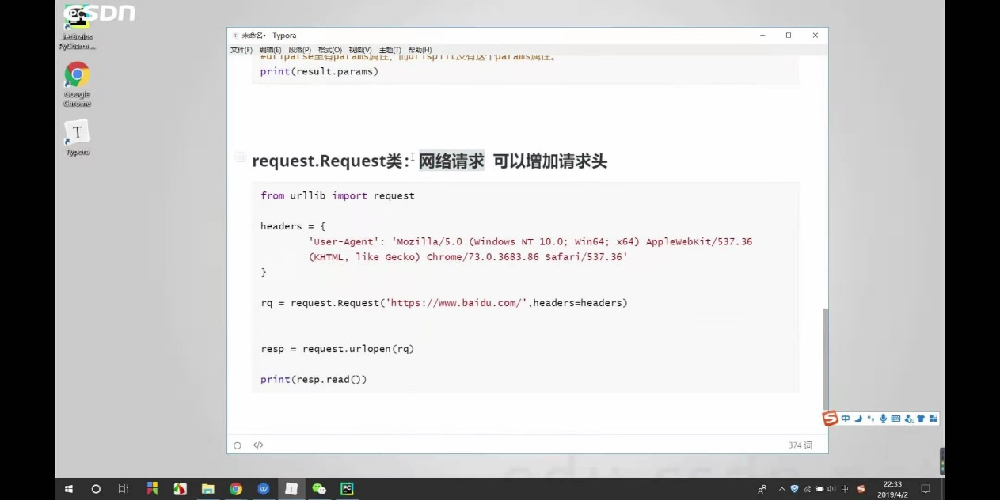 CSDN
JetBrains
PyCharm ...
Google
Chrome
T
Typora
未命名• - Typora
文件(F) 编辑(E) 段落(P) 格式(O) 视图(V) 主题(T) 帮助(H)
#urlparse里有params属性，而urlsplit没有这个params属性。
print(result.params)
request.Request类：网络请求 可以增加请求头
from urllib import request
headers = {
'User-Agent': 'Mozilla/5.0 (Windows NT 10.0; Win64; x64) AppleWebKit/537.36
(KHTML, like Gecko) Chrome/73.0.3683.86 Safari/537.36'
}
rq = request.Request('https://www.baidu.com/',headers=headers)
resp = request.urlopen(rq)
print(resp.read())
</> 374 词
中
22:33
2019/4/2